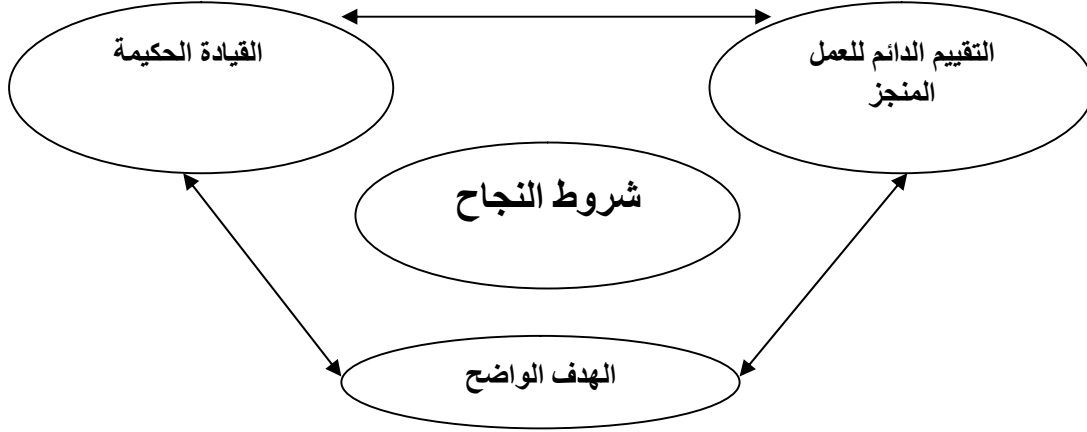 القيادة الحكيمة
التقييم الدائم للعمل
المنجز
شروط النجاح
الهدف الواضح